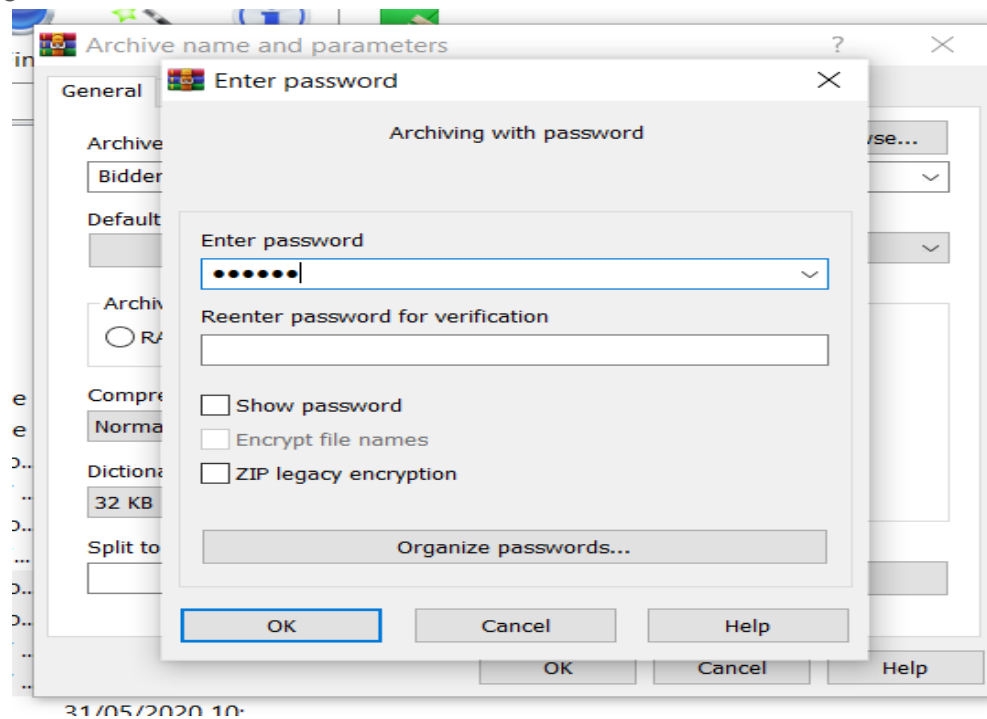 Archive name and parameters
?
Enter password
General
Archiving with password
Archive
Bidder
Default
Enter password
••••••
Archiv
Reenter password for verification
RA
Compre
Show password
Norma
Encrypt file names
Dictiona
ZIP legacy encryption
32 KB
Split to
Organize passwords...
OK Cancel Help
OK Cancel Help
31/05/2020 10: